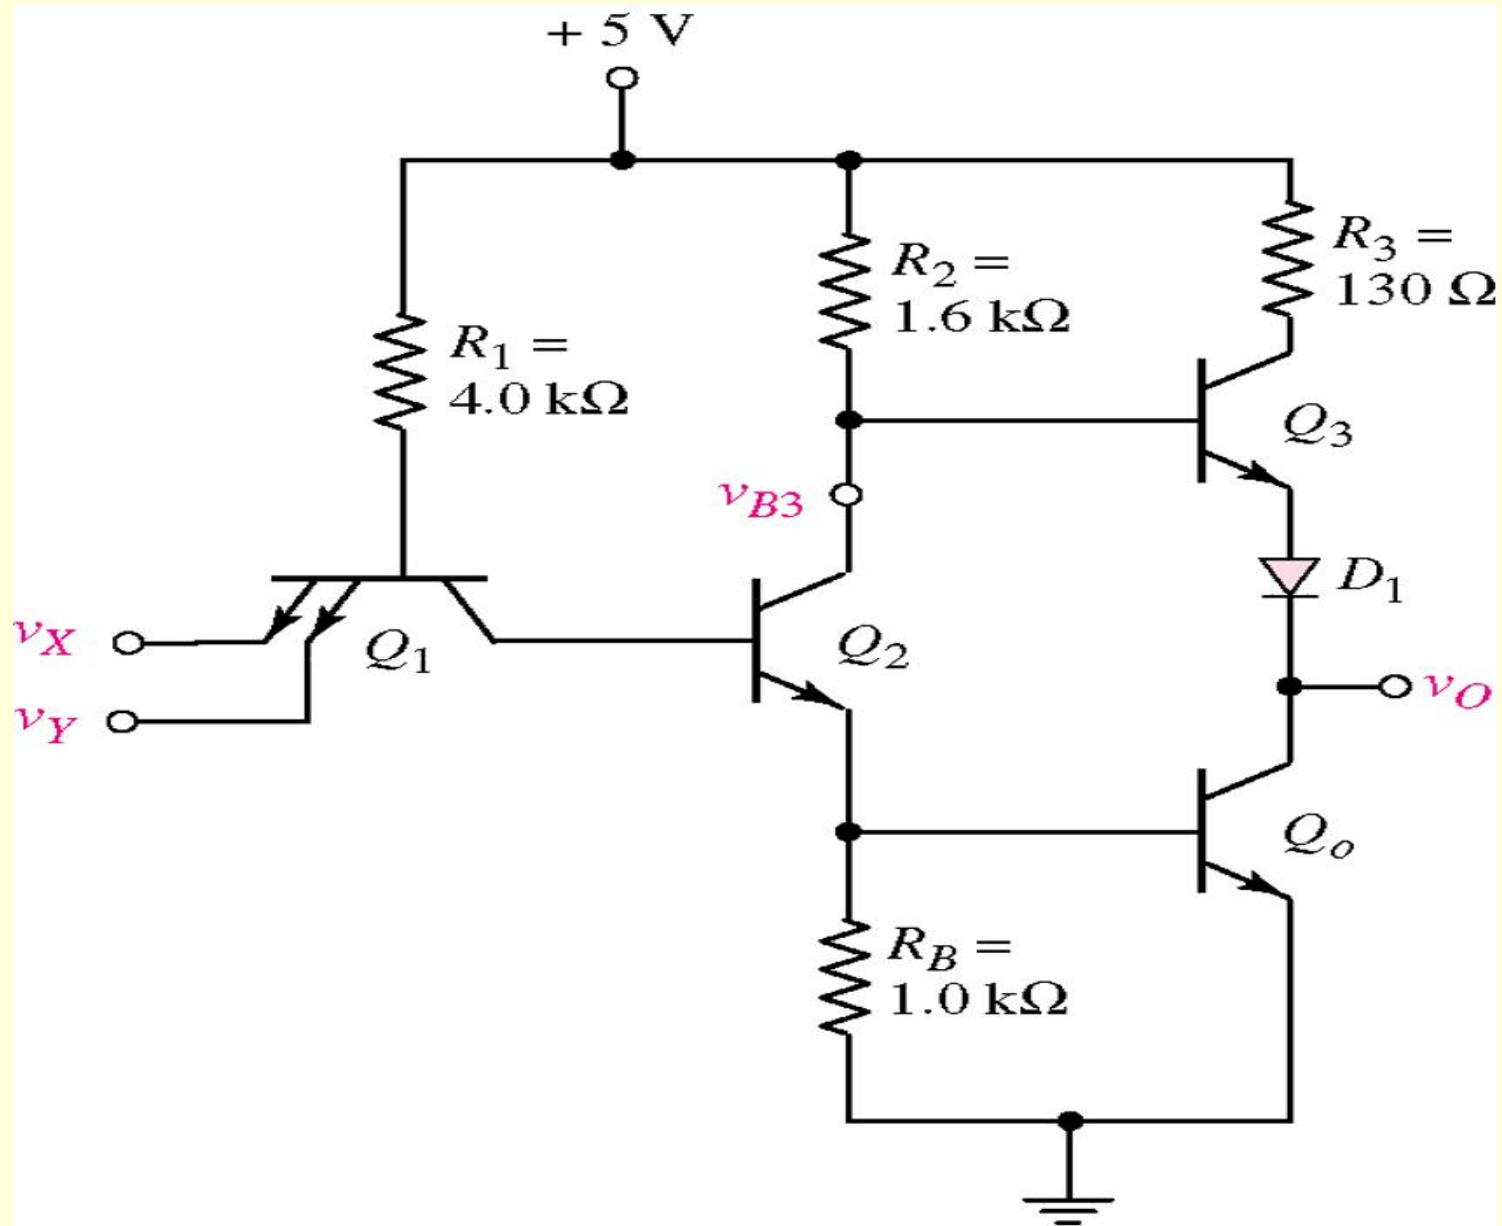 + 5 V
R3 =
130 Ω
R2 =
1.6 kΩ
R1 =
4.0 kΩ
Q3
vB3
D1
vX
Q1
Q2
vO
vY
Qo
RB =
1.0 kΩ